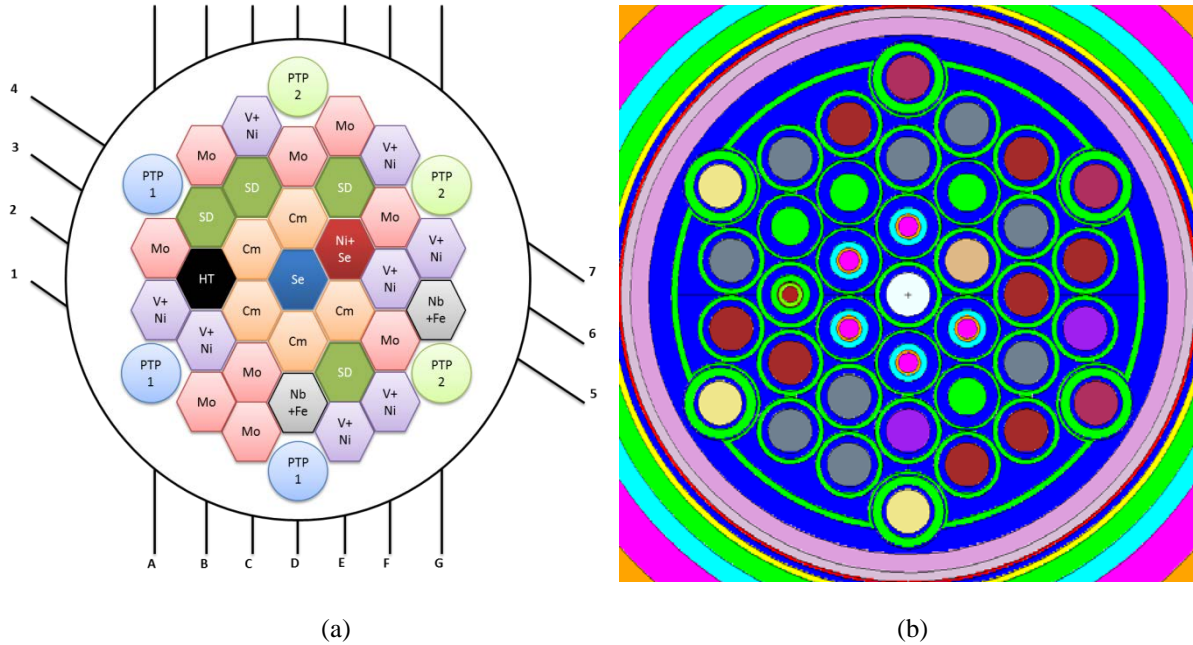 PTP
2
4
V+
Ni
Mo
Mo
Mo
V+
Ni
3
PTP
1
SD
SD
PTP
2
2
SD
Cm
Mo
Mo
Cm
Ni+
Se
V+
Ni
1
HT
Se
V+
Ni
7
V+
Ni
Cm
Cm
Nb
+Fe
6
V+
Ni
Cm
Mo
PTP
1
Mo
SD
PTP
2
5
Mo
Nb
+Fe
V+
Ni
Mo
V+
Ni
PTP
1
A B C D E F G
(a) (b)